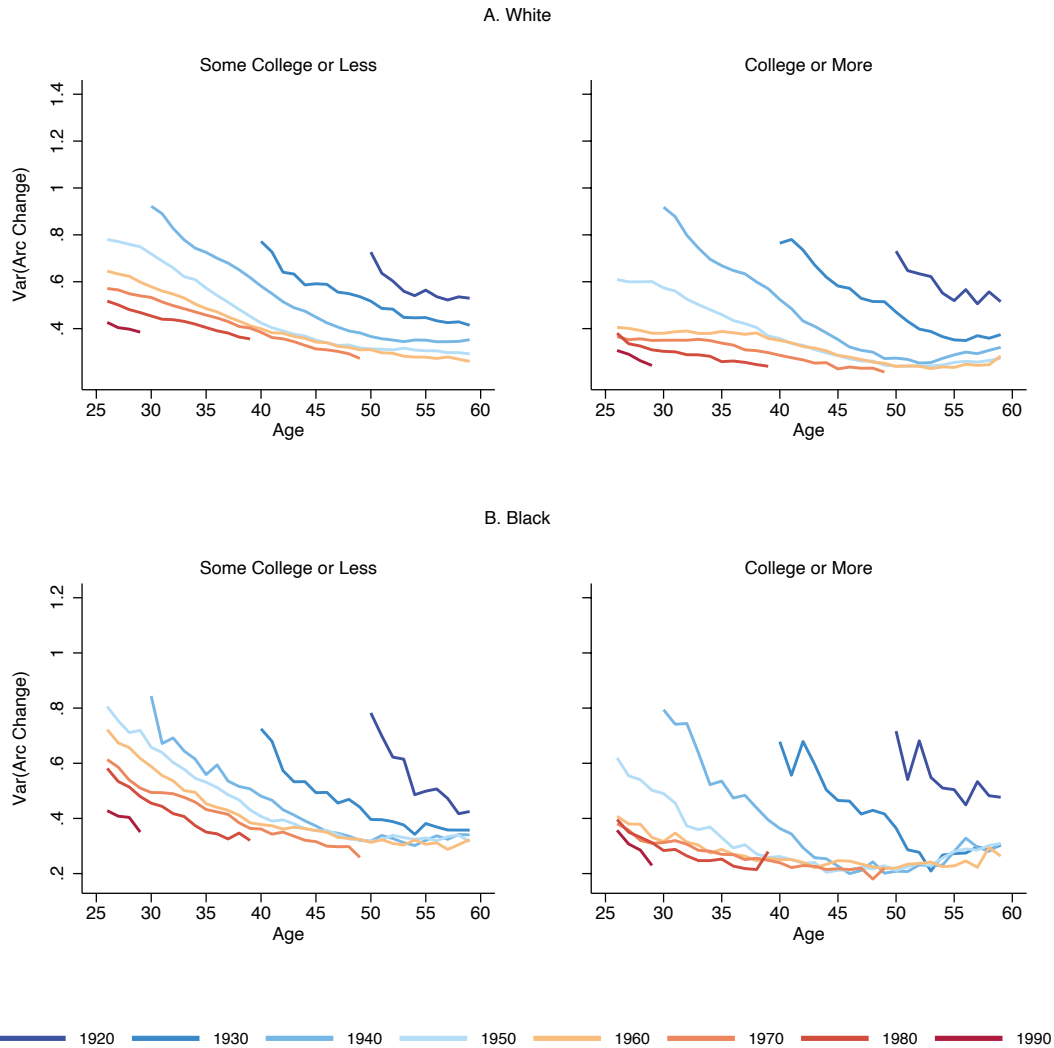 A. White
Some College or Less
College or More
Var(Arc Change)
1.4
1.2
1
.8
.6
.4
25 30 35 40 45 50 55 60
25 30 35 40 45 50 55 60
Age
Age
B. Black
Some College or Less
College or More
Var(Arc Change)
1.2
1
.8
.6
.4
.2
25 30 35 40 45 50 55 60
25 30 35 40 45 50 55 60
Age
Age
1920 1930 1940 1950 1960 1970 1980 1990